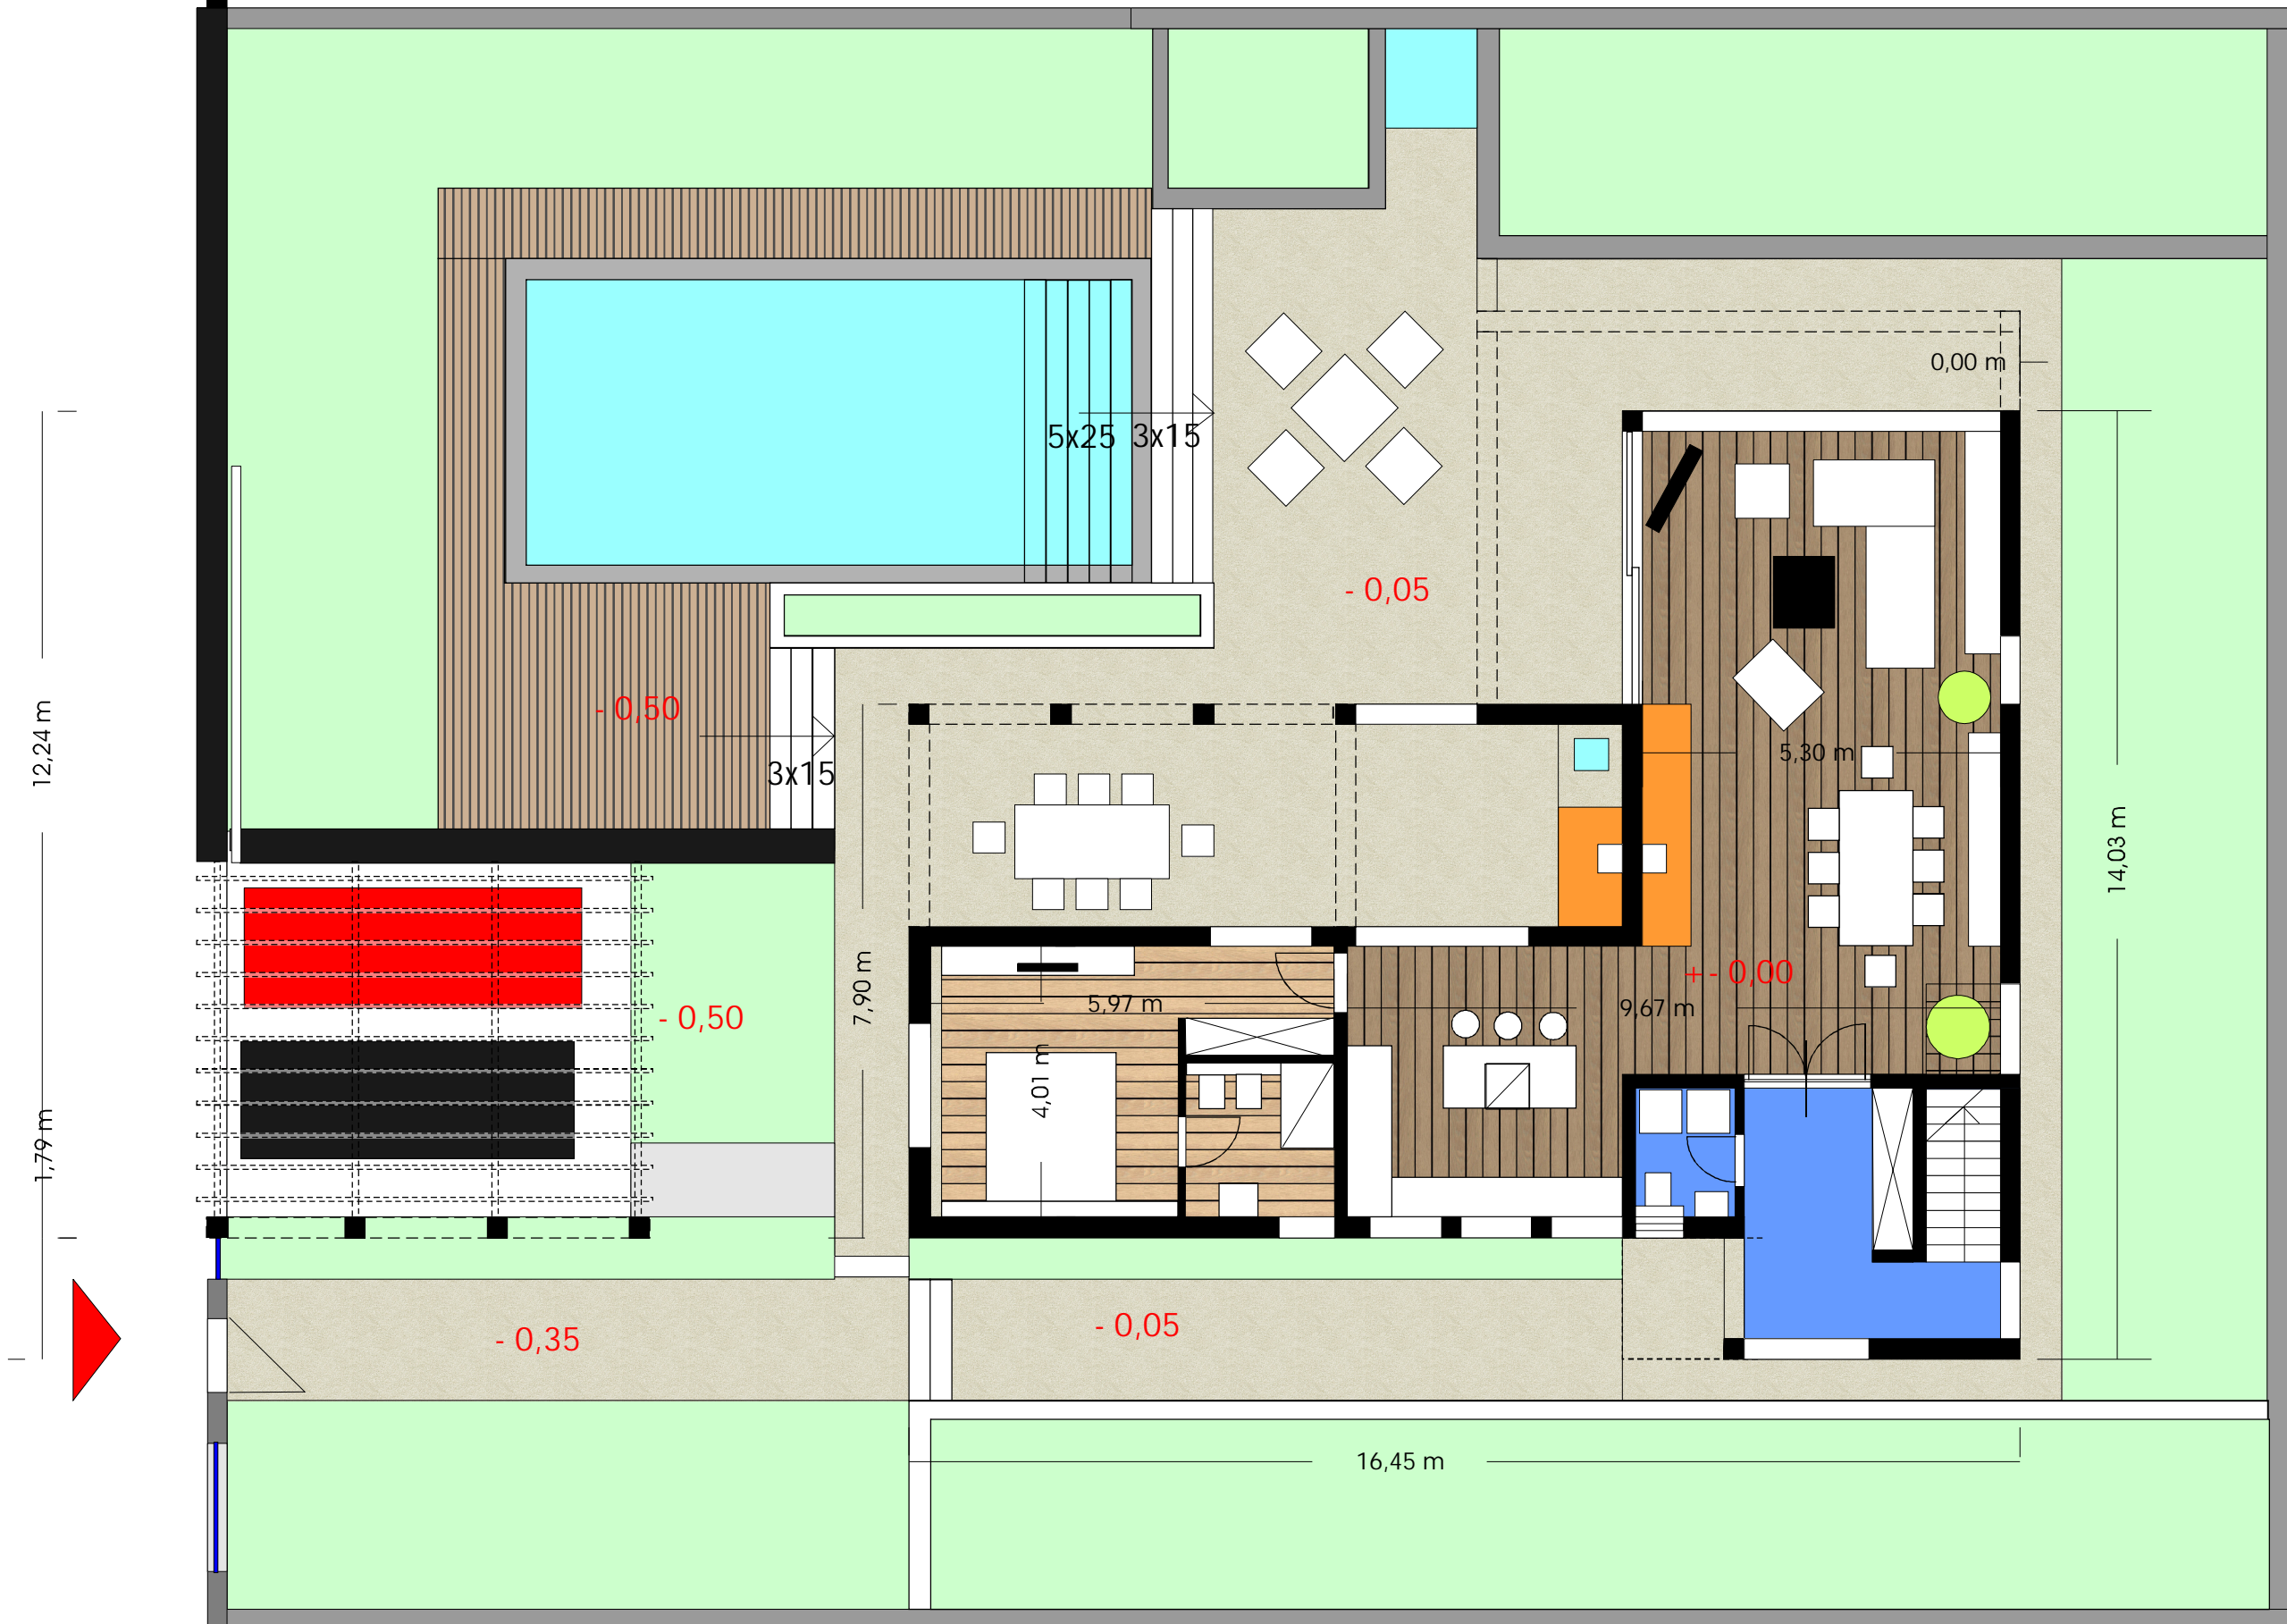 0,00 m
5x25 3x15
- 0,05
- 0,50
12,24 m
5,30 m
3x15
14,03 m
+- 0,00
7,90 m
5,97 m
9,67 m
- 0,50
4,01 m
1,79 m
- 0,35
- 0,05
16,45 m